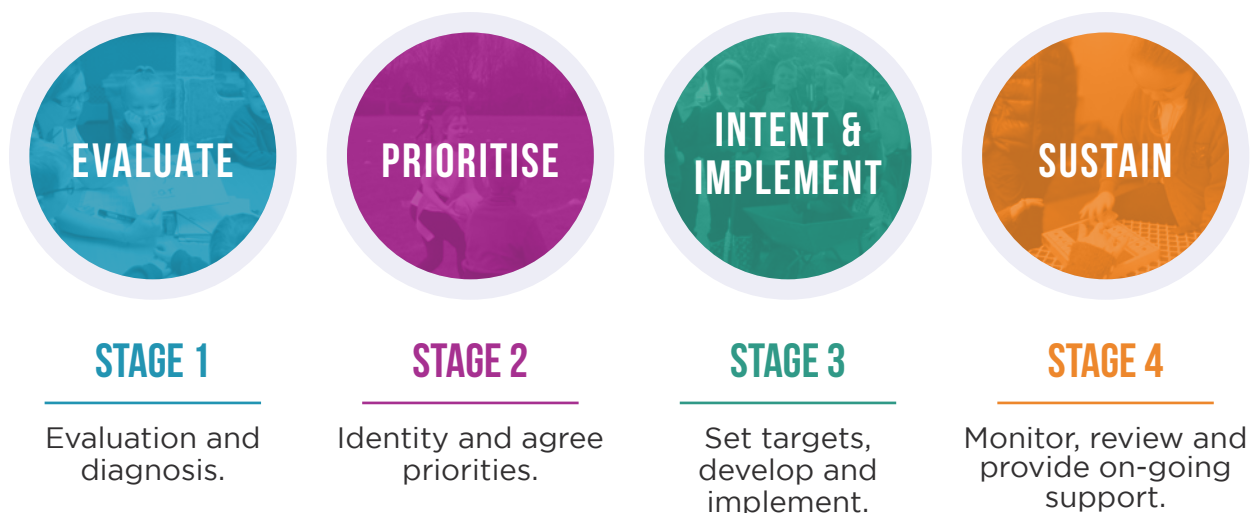 EVALUATE
PRIORITISE
INTENT &
IMPLEMENT
SUSTAIN
STAGE 1
Evaluation and
diagnosis.
STAGE 2
Identity and agree
priorities.
STAGE 3
Set targets,
develop and
implement.
STAGE 4
Monitor, review and
provide on-going
support.